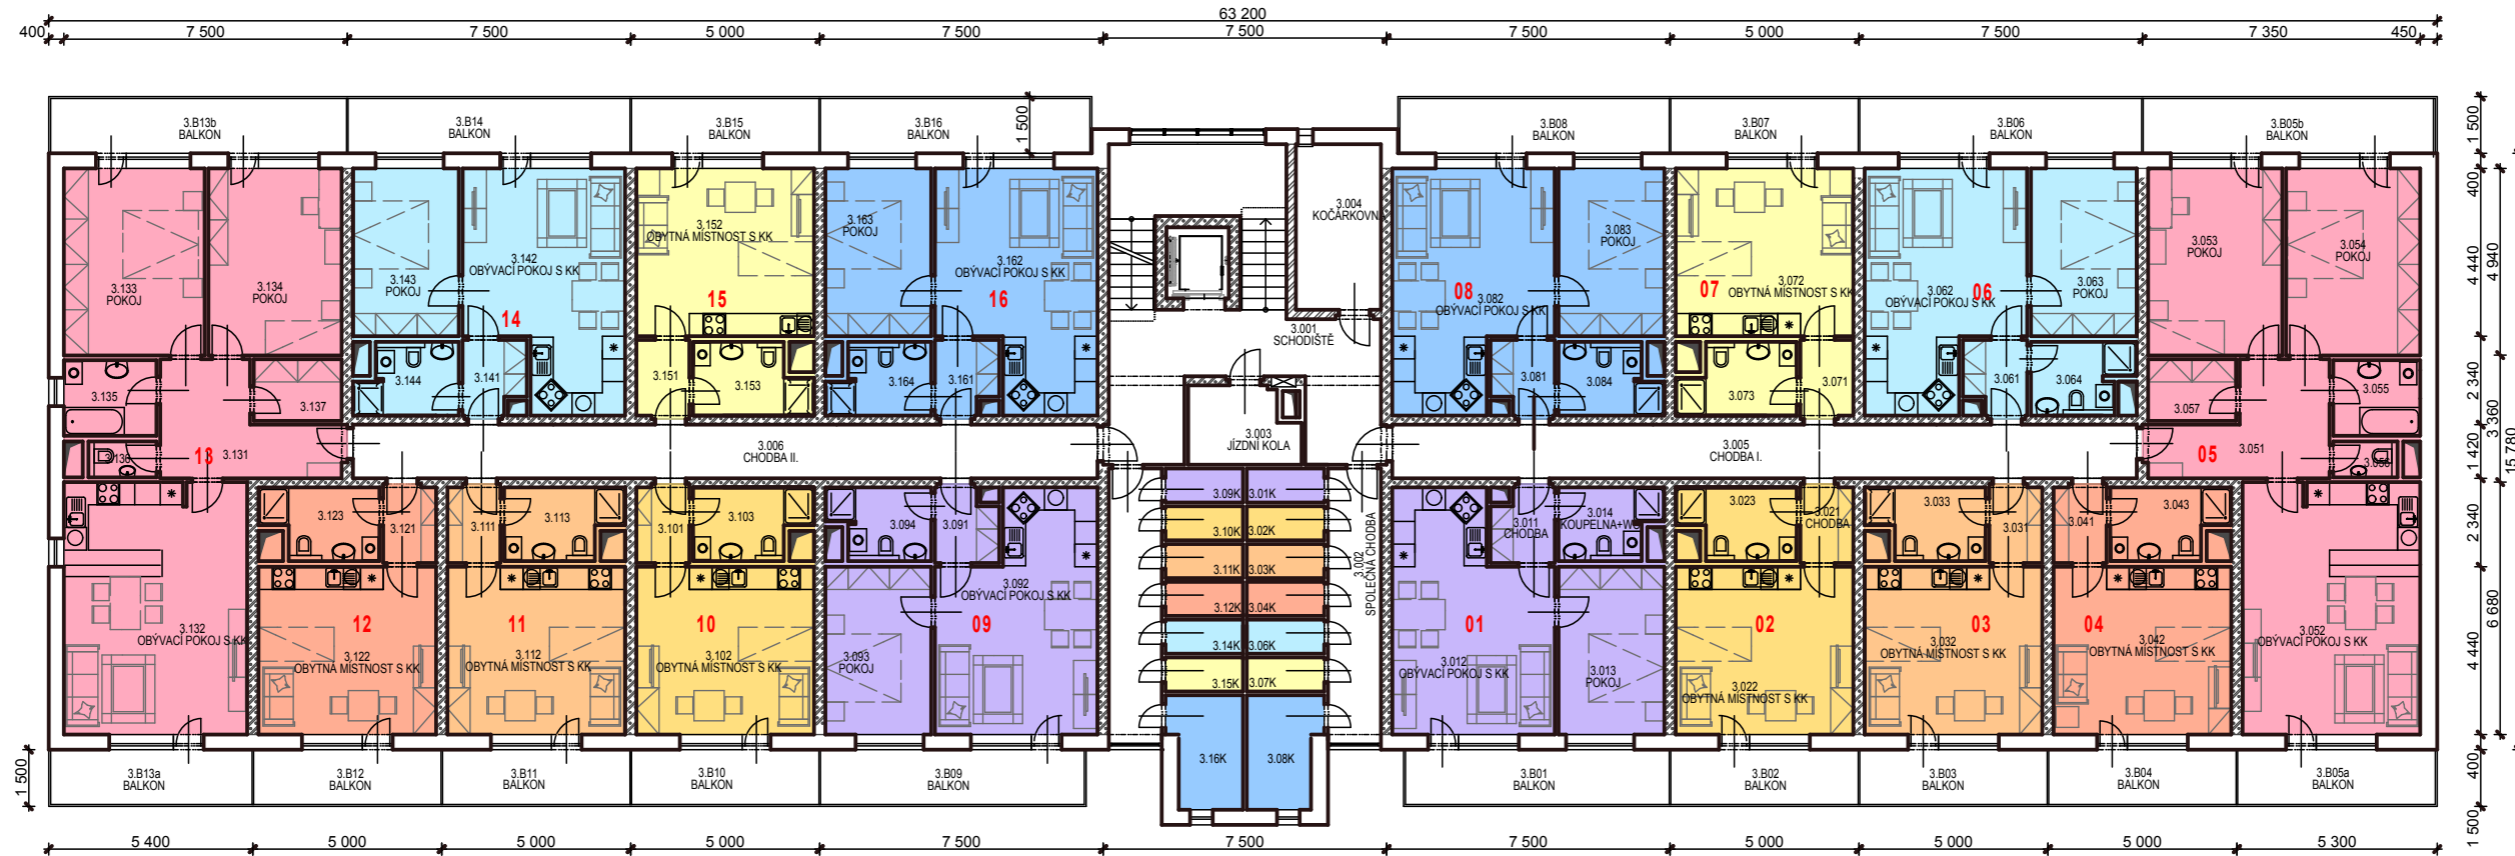 63 200
400 7 500 7 500 5 000 7 500 7 500 7 500 5 000 7 500 7 350 450
3.B13b
BALKON
3.B14
BALKON
3.B15
BALKON
3.B16
BALKON
1 500
3.B08
BALKON
3.B07
BALKON
3.B06
BALKON
3.B05b
BALKON
1 500
3.133
POKOJ
3.134
POKOJ
3.143
POKOJ
3.142
OBÝVACÍ POKOJ S KK
14
3.152
OBYTNÁ MÍSTNOST S KK
15
3.163
POKOJ
3.162
OBÝVACÍ POKOJ S KK
16
3.004
KOČÁRKOVNA
3.001
SCHODIŠTĚ
08
3.082
OBÝVACÍ POKOJ S KK
3.083
POKOJ
07
3.072
OBYTNÁ MÍSTNOST S KK
3.062
OBÝVACÍ POKOJ S KK
06
3.063
POKOJ
3.053
POKOJ
3.054
POKOJ
400
4 440
4 940
3.135
3.137
3.144
3.141
3.151
3.153
3.164
3.161
3.081
3.084
3.073
3.071
3.061
3.064
3.057
3.055
2 340
3 360
3.136
13
3.131
3.006
CHODBA II.
3.003
JÍZDNÍ KOLA
3.005
CHODBA I.
05
3.051
3.056
1 420
15 780
3.123
3.121
3.111
3.113
3.101
3.103
3.094
3.091
3.09K
3.01K
3.10K
3.02K
3.11K
3.03K
3.12K
3.04K
3.14K
3.06K
3.15K
3.07K
3.16K
3.08K
3.002
SPOLEČNÁ CHODBA
3.011
CHODBA
3.014
KOUPELNA+WC
3.023
3.021
CHODBA
3.033
3.031
3.041
3.043
2 340
3.132
OBÝVACÍ POKOJ S KK
12
3.122
OBYTNÁ MÍSTNOST S KK
11
3.112
OBYTNÁ MÍSTNOST S KK
10
3.102
OBYTNÁ MÍSTNOST S KK
3.093
POKOJ
3.092
OBÝVACÍ POKOJ S KK
09
01
3.012
OBÝVACÍ POKOJ S KK
3.013
POKOJ
02
3.022
OBYTNÁ MÍSTNOST S KK
03
3.032
OBYTNÁ MÍSTNOST S KK
04
3.042
OBYTNÁ MÍSTNOST S KK
3.052
OBÝVACÍ POKOJ S KK
4 440
6 680
1 500
3.B13a
BALKON
3.B12
BALKON
3.B11
BALKON
3.B10
BALKON
3.B09
BALKON
3.B01
BALKON
3.B02
BALKON
3.B03
BALKON
3.B04
BALKON
3.B05a
BALKON
400
1 500
5 400 5 000 5 000 5 000 7 500 7 500 7 500 5 000 5 000 5 000 5 300